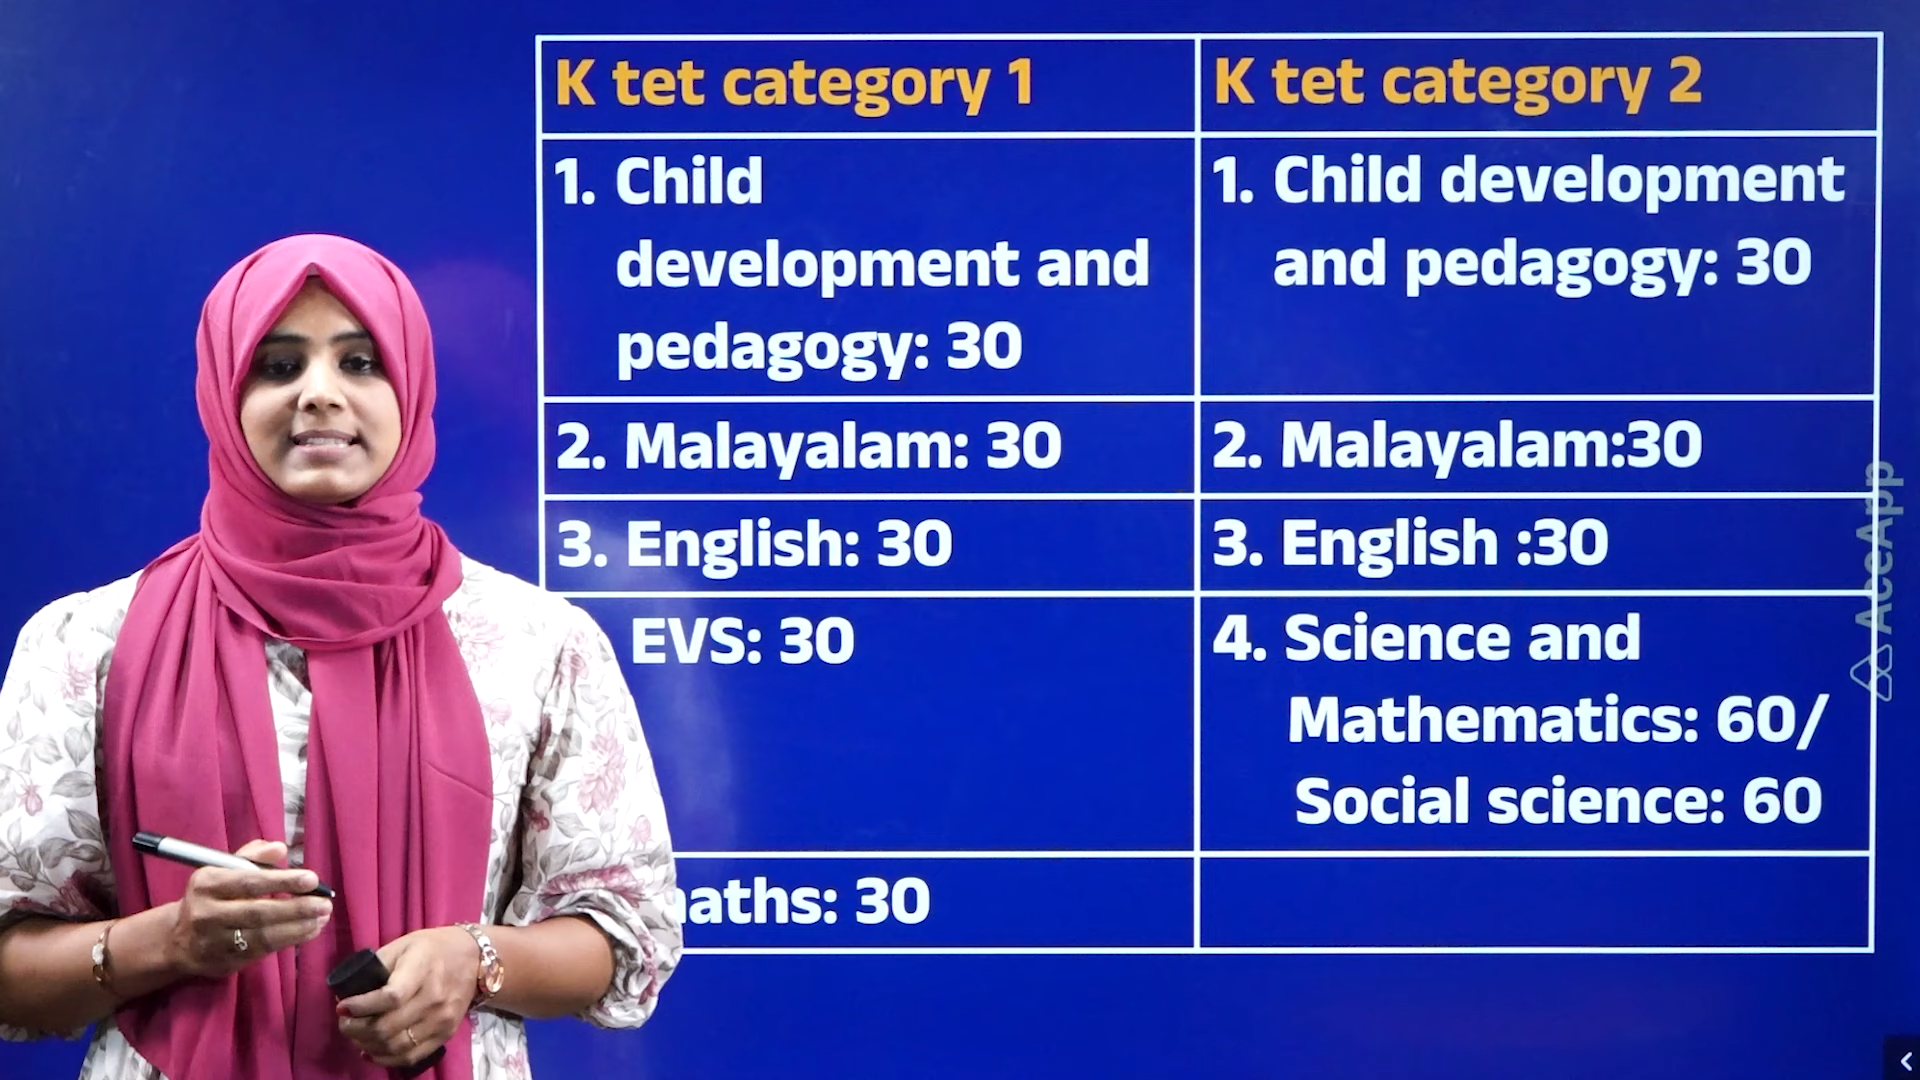 K tet category 1
K tet category 2
1. Child
development and
pedagogy: 30
1. Child development
and pedagogy: 30
2. Malayalam: 30
2. Malayalam:30
3. English: 30
3. English :30
EVS: 30
4. Science and
Mathematics: 60/
Social science: 60
aths: 30
AceApp